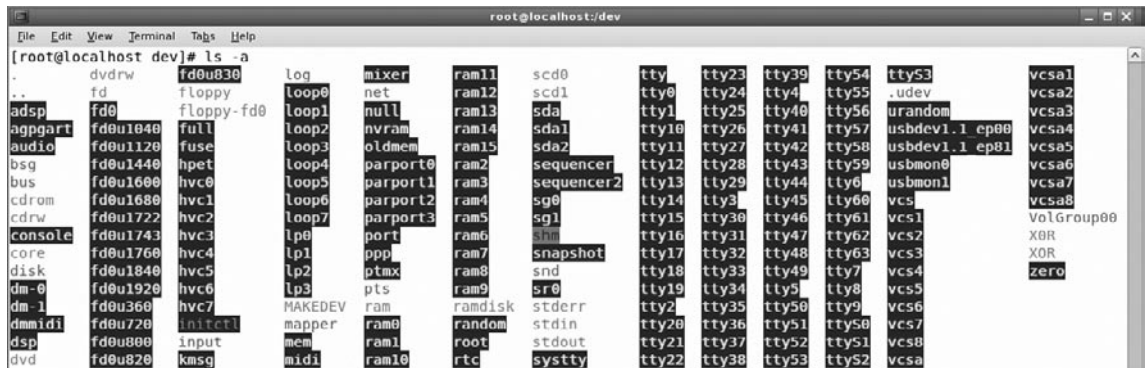 root@localhost:/dev
File Edit View Terminal Tabs Help
[root@localhost dev]# ls -a
. dvdrw fd0u830 log mixer ram11 scd0 tty tty23 tty39 tty54 ttyS3 vcsa1
.. fd floppy loop0 net ram12 scd1 tty0 tty24 tty4 tty55 .udev vcsa2
adsp fd0 floppy-fd0 loop1 null ram13 sda tty1 tty25 tty40 tty56 urandom vcsa3
agpgart fd0u1040 full loop2 nvram ram14 sda1 tty10 tty26 tty41 tty57 usbdev1.1_ep00 vcsa4
audio fd0u1120 fuse loop3 oldmem ram15 sda2 tty11 tty27 tty42 tty58 usbdev1.1_ep81 vcsa5
bsg fd0u1440 hpet loop4 parport0 ram2 sequencer tty12 tty28 tty43 tty59 usbmon0 vcsa6
bus fd0u1600 hvc0 loop5 parport1 ram3 sequencer2 tty13 tty29 tty44 tty6 usbmon1 vcsa7
cdrom fd0u1680 hvc1 loop6 parport2 ram4 sg0 tty14 tty3 tty45 tty60 vcs vcsa8
cdrw fd0u1722 hvc2 loop7 parport3 ram5 sg1 tty15 tty30 tty46 tty61 vcs1 VolGroup00
console fd0u1743 hvc3 lp0 port ram6 shm tty16 tty31 tty47 tty62 vcs2 X0R
core fd0u1760 hvc4 lp1 ppp ram7 snapshot tty17 tty32 tty48 tty63 vcs3 XOR
disk fd0u1840 hvc5 lp2 ptmx ram8 snd tty18 tty33 tty49 tty7 vcs4 zero
dm-0 fd0u1920 hvc6 lp3 pts ram9 sr0 tty19 tty34 tty5 tty8 vcs5
dm-1 fd0u360 hvc7 MAKEDEV ram ramdisk stderr tty2 tty35 tty50 tty9 vcs6
dmmidi fd0u720 initctl mapper ram0 random stdin tty20 tty36 tty51 ttyS0 vcs7
dsp fd0u800 input mem ram1 root stdout tty21 tty37 tty52 ttyS1 vcs8
dvd fd0u820 kmsg midi ram10 rtc systty tty22 tty38 tty53 ttyS2 vcsa